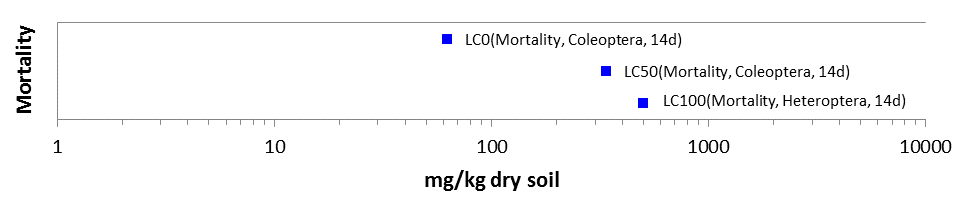 Mortality
LC0(Mortality, Coleoptera, 14d)
LC50(Mortality, Coleoptera, 14d)
LC100(Mortality, Heteroptera, 14d)
1 10 100 1000 10000
mg/kg dry soil